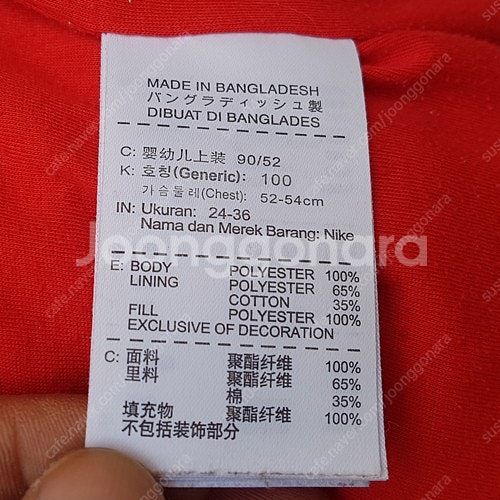 MADE IN BANGLADESH
バングラディッシュ製
DIBUAT DI BANGLADES
C: 婴幼儿上装 90/52
K: 호칭(Generic): 100
가슴둘레(Chest): 52-54cm
IN: Ukuran: 24-36
Nama dan Merek Barang: Nike
Joonggonara
E: BODY POLYESTER 100%
LINING POLYESTER 65%
COTTON 35%
FILL POLYESTER 100%
EXCLUSIVE OF DECORATION
C: 面料 聚酯纤维 100%
里料 聚酯纤维 65%
棉 35%
填充物 聚酯纤维 100%
不包括装饰部分